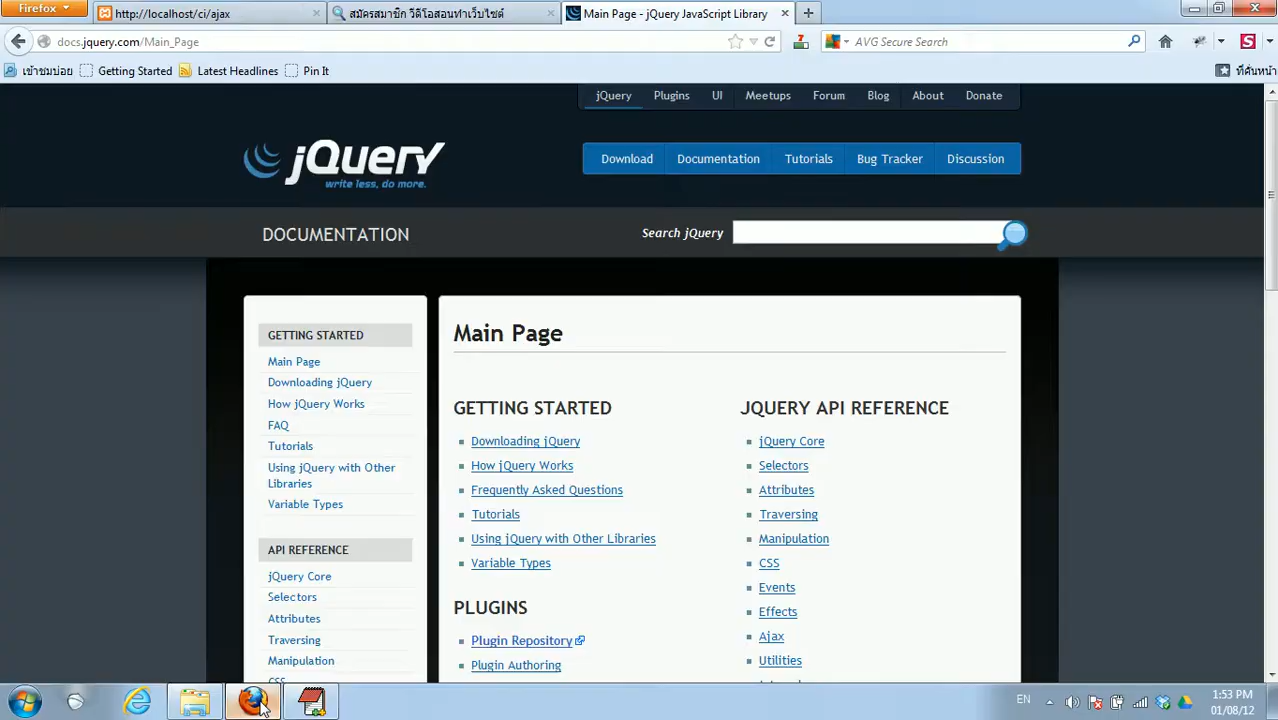 Firefox
http://localhost/ci/ajax
สมัครสมาชิก วีดีโอสอนทำเว็บไซต์
Main Page - jQuery JavaScript Library
docs.jquery.com/Main_Page
7
AVG Secure Search
S
เข้าชมบ่อย
Getting Started
Latest Headlines
Pin It
ที่คั่นหน้า
jQuery
Plugins
UI
Meetups
Forum
Blog
About
Donate
jQuery
write less, do more.
Download
Documentation
Tutorials
Bug Tracker
Discussion
DOCUMENTATION
Search jQuery
GETTING STARTED
Main Page
Downloading jQuery
How jQuery Works
FAQ
Tutorials
Using jQuery with Other
Libraries
Variable Types
API REFERENCE
jQuery Core
Selectors
Attributes
Traversing
Manipulation
CSS
Main Page
GETTING STARTED
Downloading jQuery
How jQuery Works
Frequently Asked Questions
Tutorials
Using jQuery with Other Libraries
Variable Types
PLUGINS
Plugin Repository
Plugin Authoring
JQUERY API REFERENCE
jQuery Core
Selectors
Attributes
Traversing
Manipulation
CSS
Events
Effects
Ajax
Utilities
EN
1:53 PM
01/08/12